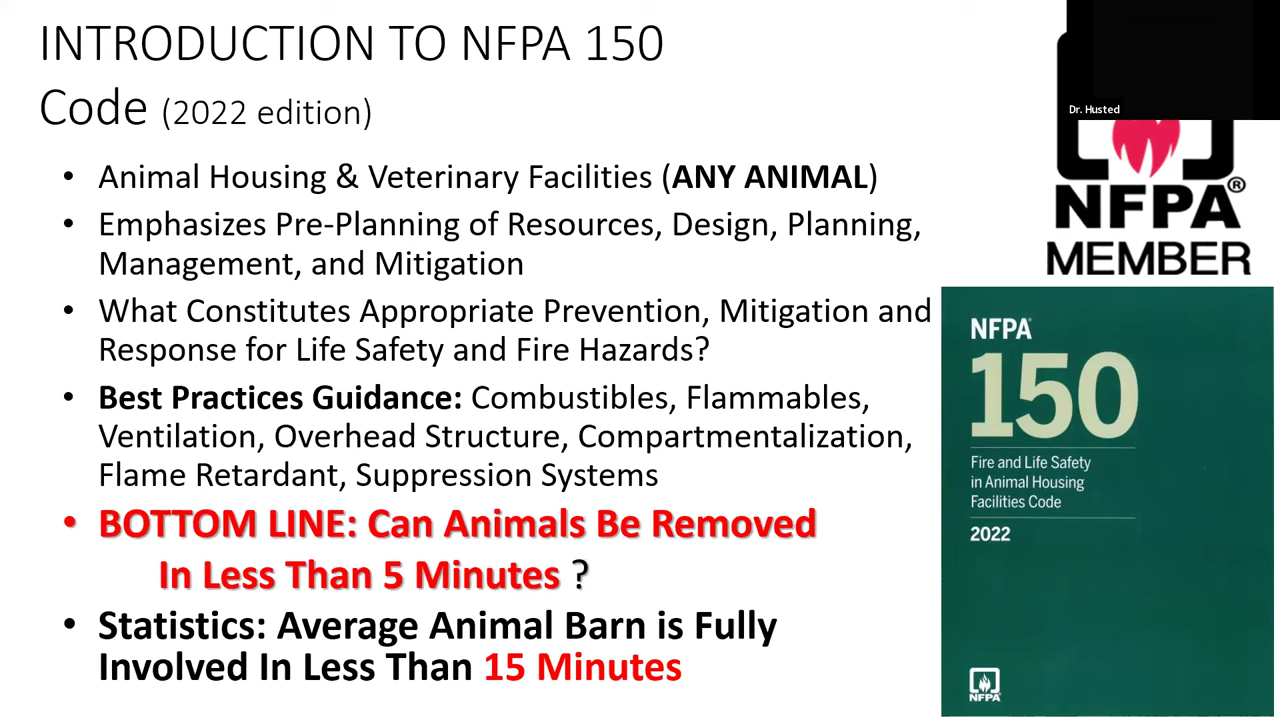 INTRODUCTION TO NFPA 150
Code (2022 edition)
• Animal Housing & Veterinary Facilities (ANY ANIMAL)
• Emphasizes Pre-Planning of Resources, Design, Planning,
Management, and Mitigation
• What Constitutes Appropriate Prevention, Mitigation and
Response for Life Safety and Fire Hazards?
• Best Practices Guidance: Combustibles, Flammables,
Ventilation, Overhead Structure, Compartmentalization,
Flame Retardant, Suppression Systems
• BOTTOM LINE: Can Animals Be Removed
In Less Than 5 Minutes ?
• Statistics: Average Animal Barn is Fully
Involved In Less Than 15 Minutes
Dr. Husted
NFPA®
MEMBER
NFPA®
150
Fire and Life Safety
in Animal Housing
Facilities Code
2022
NFPA